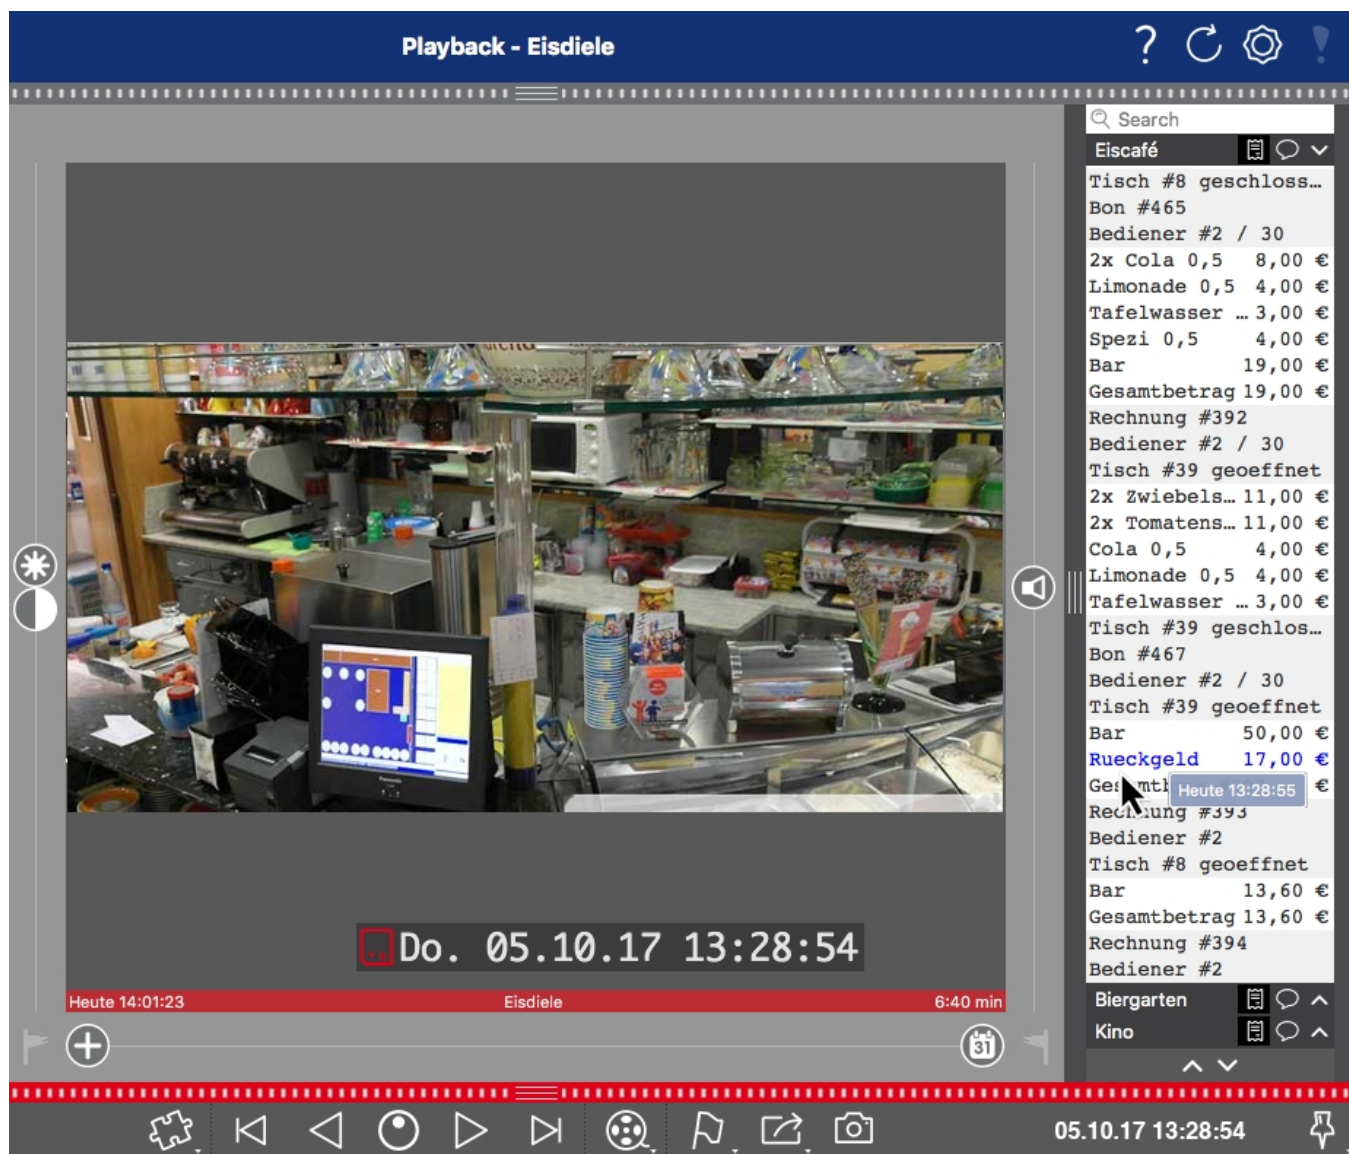 Playback - Eisdiele
Search
Eiscafé
Tisch #8 geschloss...
Bon #465
Bediener #2 / 30
2x Cola 0,5 8,00 €
Limonade 0,5 4,00 €
Tafelwasser ... 3,00 €
Spezi 0,5 4,00 €
Bar 19,00 €
Gesamtbetrag 19,00 €
Rechnung #392
Bediener #2 / 30
Tisch #39 geoeffnet
2x Zwiebels... 11,00 €
2x Tomatens... 11,00 €
Cola 0,5 4,00 €
Limonade 0,5 4,00 €
Tafelwasser ... 3,00 €
Tisch #39 geschlos...
Bon #467
Bediener #2 / 30
Tisch #39 geoeffnet
Bar 50,00 €
Rueckgeld 17,00 €
€
Heute 13:28:55
Rechnung #393
Bediener #2
Tisch #8 geoeffnet
Bar 13,60 €
Gesamtbetrag 13,60 €
Rechnung #394
Bediener #2
Biergarten
Kino
Do. 05.10.17 13:28:54
Heute 14:01:23 Eisdiele 6:40 min
31
05.10.17 13:28:54